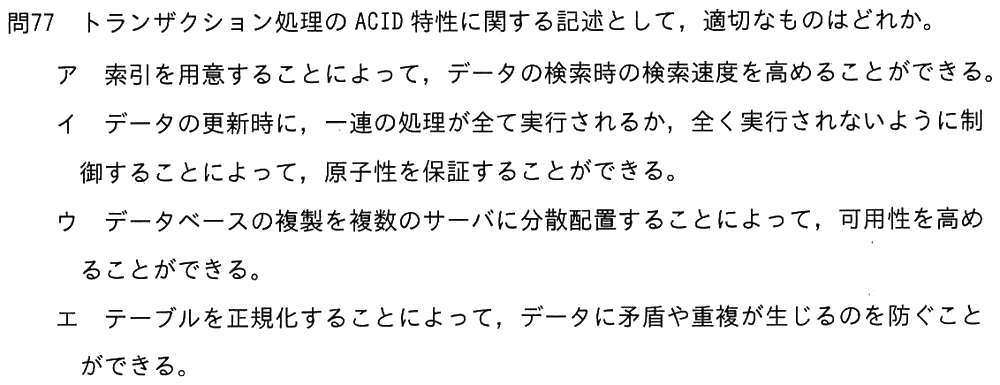 問77 トランザクション処理の ACID 特性に関する記述として，適切なものはどれか。
ア 索引を用意することによって，データの検索時の検索速度を高めることができる。
イ データの更新時に，一連の処理が全て実行されるか，全く実行されないように制
御することによって，原子性を保証することができる。
ウ データベースの複製を複数のサーバに分散配置することによって，可用性を高め
ることができる。
エ テーブルを正規化することによって，データに矛盾や重複が生じるのを防ぐこと
ができる。